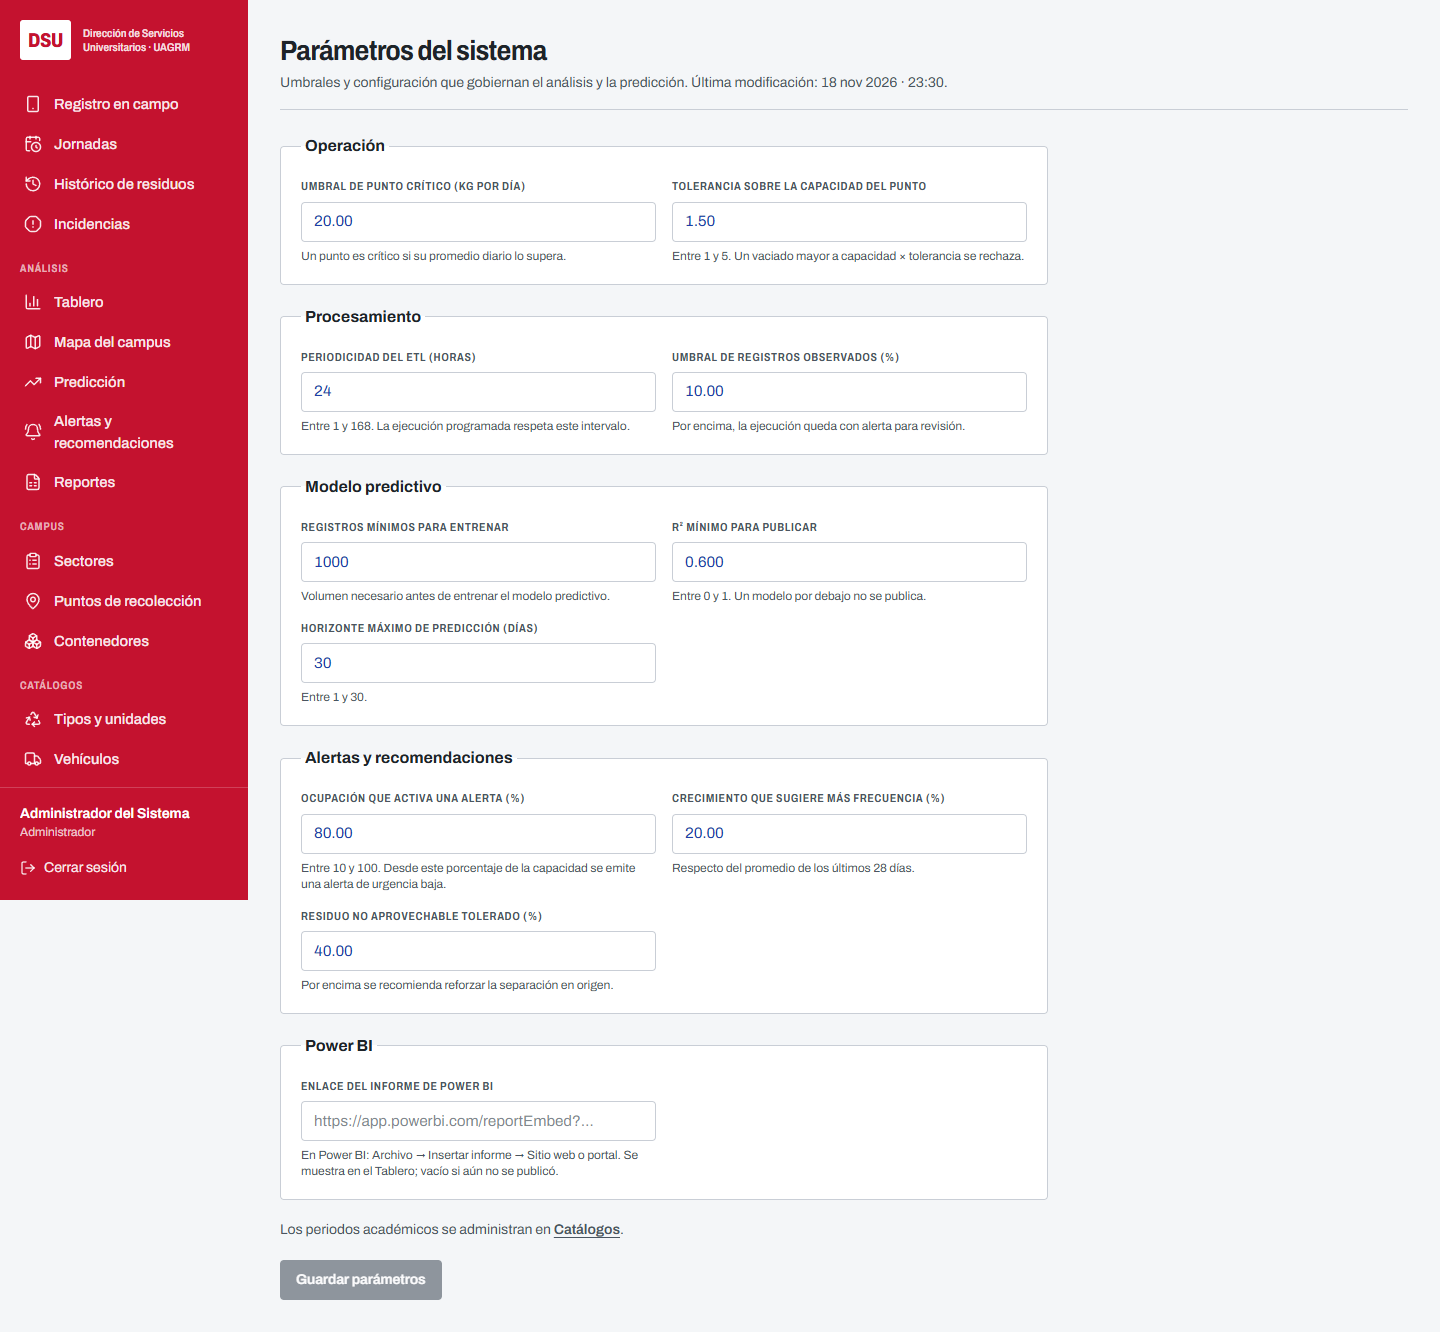 DSU
Dirección de Servicios
Universitarios · UAGRM
Registro en campo
Jornadas
Histórico de residuos
Incidencias
ANÁLISIS
Tablero
Mapa del campus
Predicción
Alertas y
recomendaciones
Reportes
CAMPUS
Sectores
Puntos de recolección
Contenedores
CATÁLOGOS
Tipos y unidades
Vehículos
Administrador del Sistema
Administrador
Cerrar sesión
Parámetros del sistema
Umbrales y configuración que gobiernan el análisis y la predicción. Última modificación: 18 nov 2026 · 23:30.
Operación
UMBRAL DE PUNTO CRÍTICO (KG POR DÍA)
20.00
Un punto es crítico si su promedio diario lo supera.
TOLERANCIA SOBRE LA CAPACIDAD DEL PUNTO
1.50
Entre 1 y 5. Un vaciado mayor a capacidad × tolerancia se rechaza.
Procesamiento
PERIODICIDAD DEL ETL (HORAS)
24
Entre 1 y 168. La ejecución programada respeta este intervalo.
UMBRAL DE REGISTROS OBSERVADOS (%)
10.00
Por encima, la ejecución queda con alerta para revisión.
Modelo predictivo
REGISTROS MÍNIMOS PARA ENTRENAR
1000
Volumen necesario antes de entrenar el modelo predictivo.
R² MÍNIMO PARA PUBLICAR
0.600
Entre 0 y 1. Un modelo por debajo no se publica.
HORIZONTE MÁXIMO DE PREDICCIÓN (DÍAS)
30
Entre 1 y 30.
Alertas y recomendaciones
OCUPACIÓN QUE ACTIVA UNA ALERTA (%)
80.00
Entre 10 y 100. Desde este porcentaje de la capacidad se emite
una alerta de urgencia baja.
CRECIMIENTO QUE SUGIERE MÁS FRECUENCIA (%)
20.00
Respecto del promedio de los últimos 28 días.
RESIDUO NO APROVECHABLE TOLERADO (%)
40.00
Por encima se recomienda reforzar la separación en origen.
Power BI
ENLACE DEL INFORME DE POWER BI
https://app.powerbi.com/reportEmbed?...
En Power BI: Archivo → Insertar informe → Sitio web o portal. Se
muestra en el Tablero; vacío si aún no se publicó.
Los periodos académicos se administran en Catálogos.
Guardar parámetros